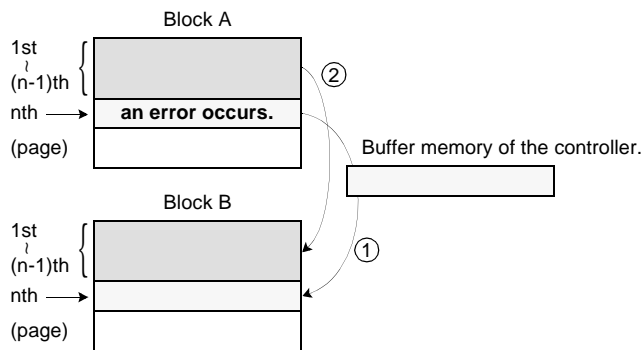 Block A
1st
~
(n-1)th
nth
an error occurs.
(page)
②
Buffer memory of the controller.
Block B
1st
~
(n-1)th
①
nth
(page)